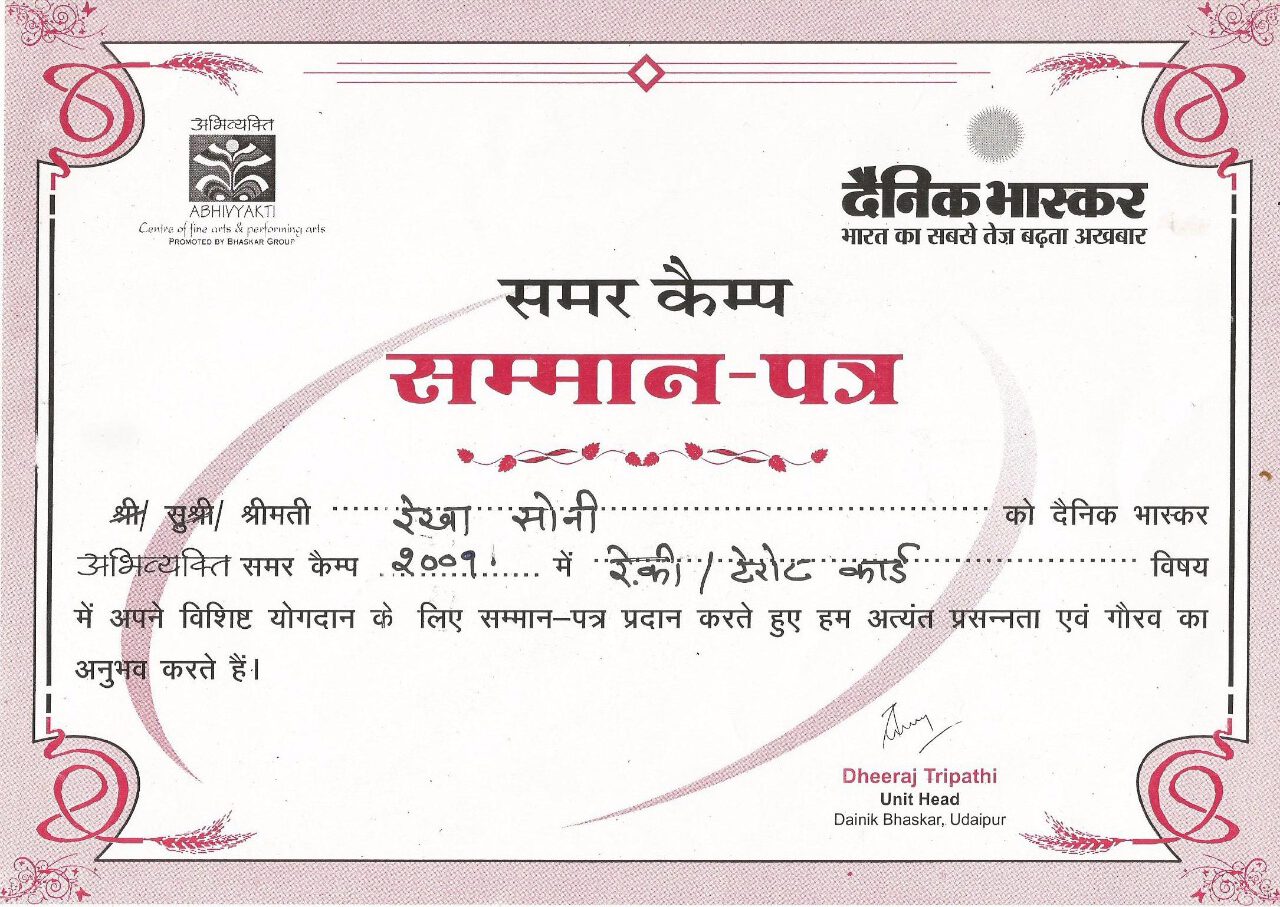 अभिव्यक्ति
ABHIVYAKTI
Centre of fine arts & performing arts
PROMOTED BY BHASKAR GROUP
दैनिक भास्कर
भारत का सबसे तेज़ बढ़ता अखबार
समर कैम्प
सम्मान-पत्र
श्री/ सुश्री/ श्रीमती रेखा सोनी को दैनिक भास्कर
अभिव्यक्ति समर कैम्प २००१ में रेकी / टेरोट कार्ड विषय
में अपने विशिष्ट योगदान के लिए सम्मान–पत्र प्रदान करते हुए हम अत्यंत प्रसन्नता एवं गौरव का
अनुभव करते हैं।
Dheeraj Tripathi
Unit Head
Dainik Bhaskar, Udaipur